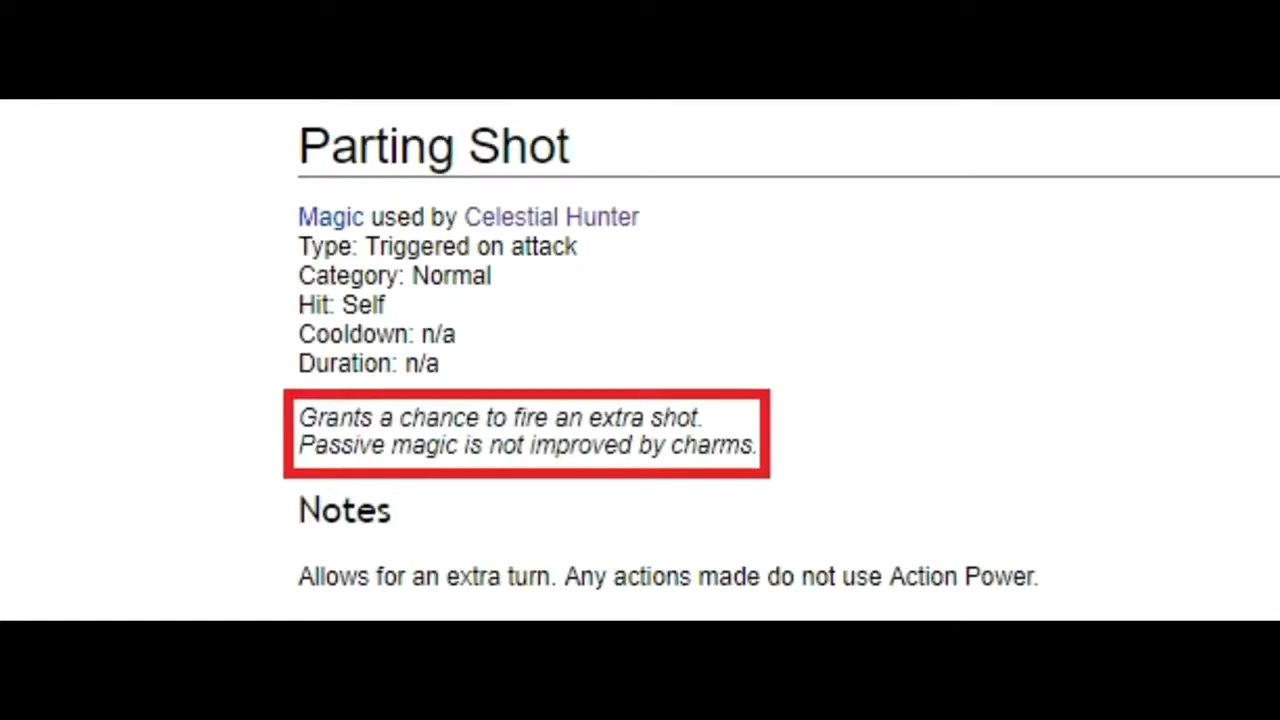 Parting Shot
Magic used by Celestial Hunter
Type: Triggered on attack
Category: Normal
Hit: Self
Cooldown: n/a
Duration: n/a
Grants a chance to fire an extra shot.
Passive magic is not improved by charms.
Notes
Allows for an extra turn. Any actions made do not use Action Power.